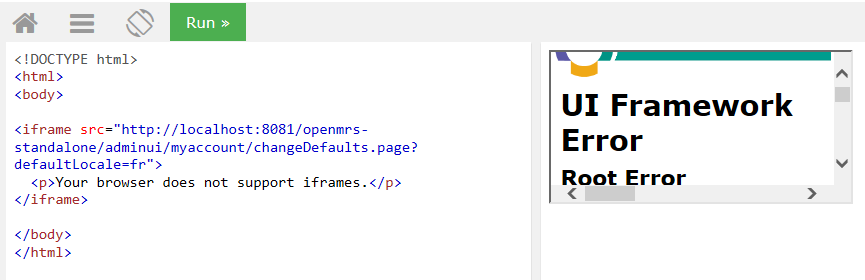 Run »
<!DOCTYPE html>
<html>
<body>
<iframe src="http://localhost:8081/openmrs-
standalone/adminui/myaccount/changeDefaults.page?
defaultLocale=fr">
<p>Your browser does not support iframes.</p>
</iframe>
</body>
</html>
UI Framework
Error
Root Error